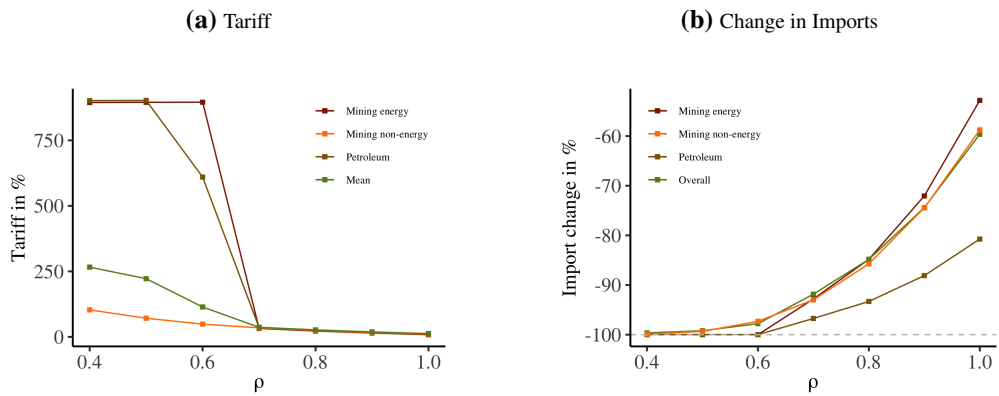 (a) Tariff
Tariff in %
750
500
250
0
0.4 0.6 0.8 1.0
ρ
Mining energy
Mining non-energy
Petroleum
Mean
(b) Change in Imports
Import change in %
-60
-70
-80
-90
-100
0.4 0.6 0.8 1.0
ρ
Mining energy
Mining non-energy
Petroleum
Overall